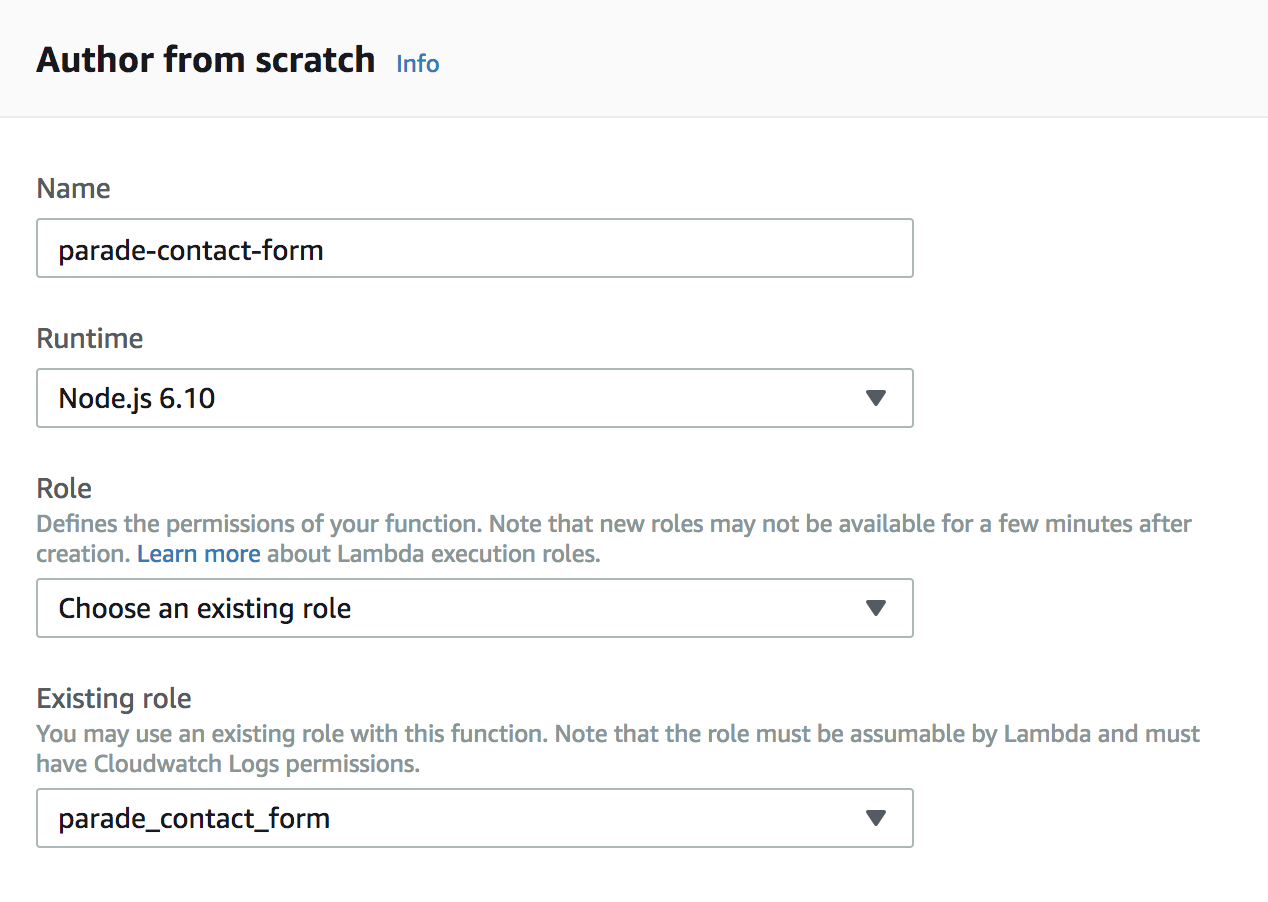 Author from scratch Info
Name
parade-contact-form
Runtime
Node.js 6.10
Role
Defines the permissions of your function. Note that new roles may not be available for a few minutes after
creation. Learn more about Lambda execution roles.
Choose an existing role
Existing role
You may use an existing role with this function. Note that the role must be assumable by Lambda and must
have Cloudwatch Logs permissions.
parade_contact_form